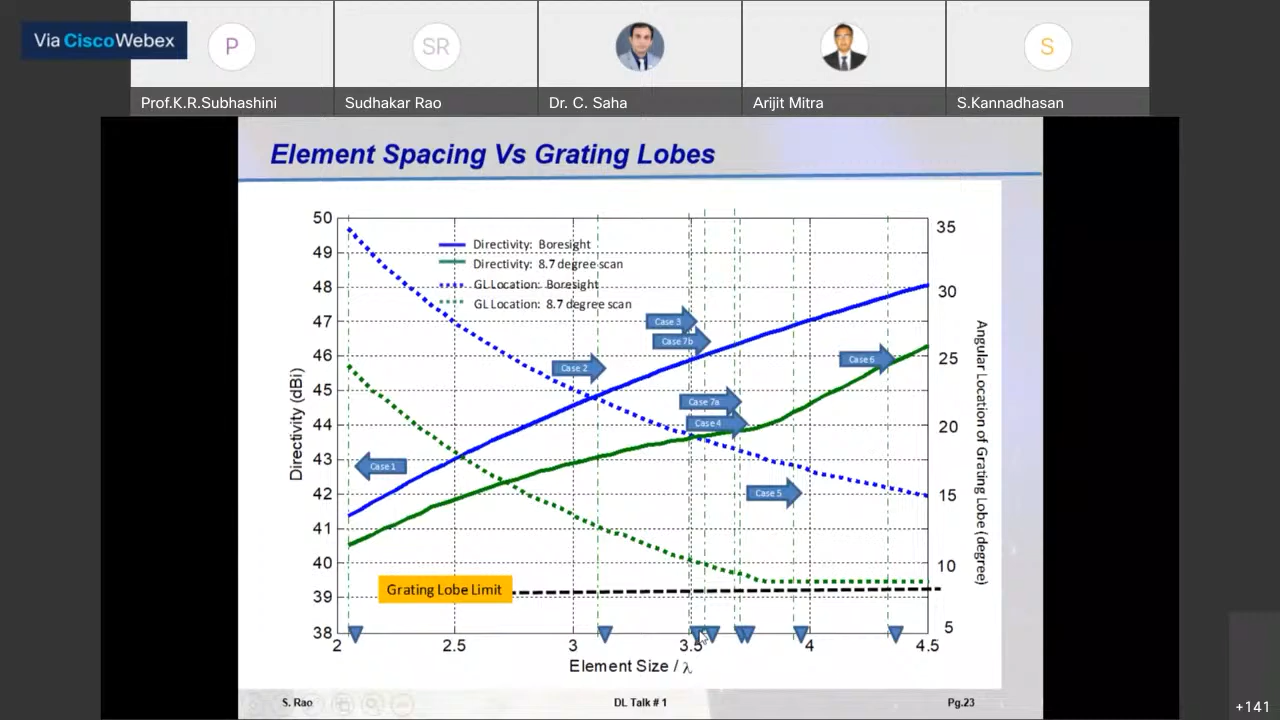 Via Cisco Webex
P
SR
S
Prof.K.R.Subhashini
Sudhakar Rao
Dr. C. Saha
Arijit Mitra
S.Kannadhasan
Element Spacing Vs Grating Lobes
50
49
48
47
46
45
44
43
42
41
40
39
38
Directivity (dBi)
35
30
25
20
15
10
5
Angular Location of Grating Lobe (degree)
Directivity: Boresight
Directivity: 8.7 degree scan
GL Location: Boresight
GL Location: 8.7 degree scan
Case 3
Case 7b
Case 2
Case 6
Case 7a
Case 4
Case 1
Case 5
Grating Lobe Limit
2
2.5
3
3.5
4
4.5
Element Size / λ
S. Rao
DL Talk # 1
Pg.23
+141